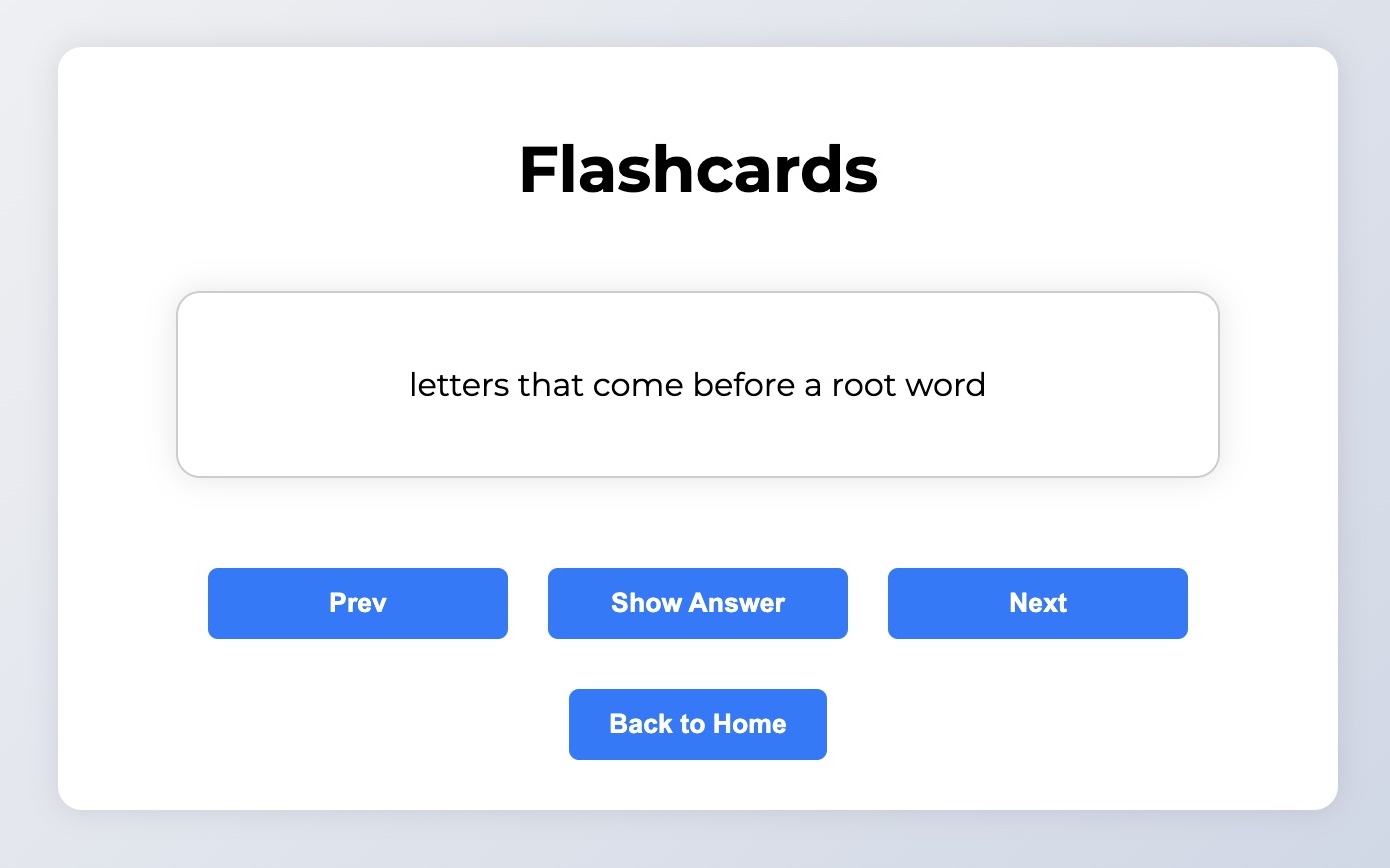 Flashcards
letters that come before a root word
Prev
Show Answer
Next
Back to Home